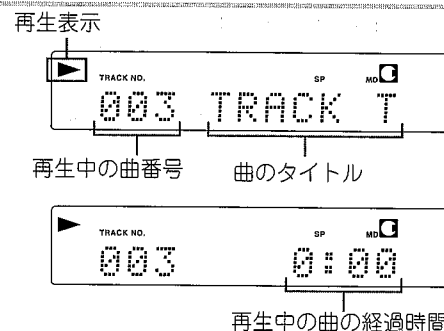 再生表示
TRACK NO. SP MD
003 TRACK T
再生中の曲番号 曲のタイトル
TRACK NO. SP MD
003 0:00
再生中の曲の経過時間